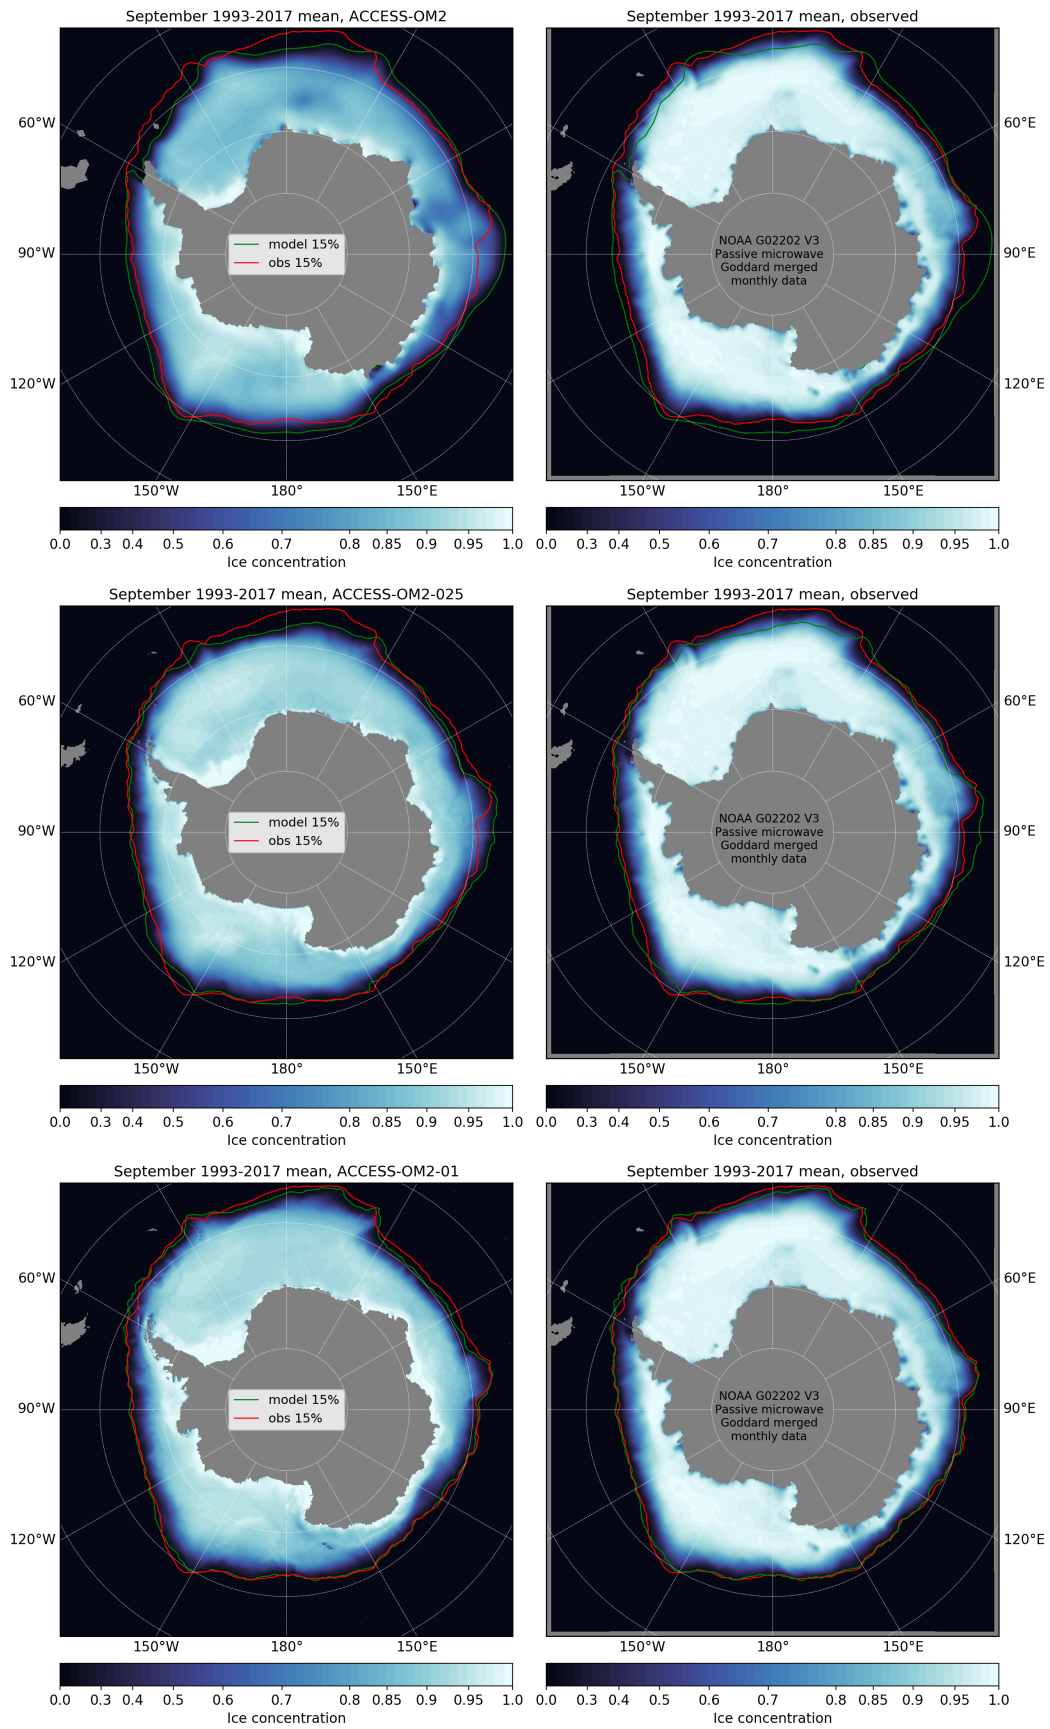 September 1993-2017 mean, ACCESS-OM2
September 1993-2017 mean, observed
60°W
90°W
120°W
150°W
180°
150°E
model 15%
obs 15%
NOAA G02202 V3
Passive microwave
Goddard merged
monthly data
60°E
90°E
120°E
150°W
180°
150°E
0.0 0.3 0.4 0.5 0.6 0.7 0.8 0.85 0.9 0.95 1.0
Ice concentration
0.0 0.3 0.4 0.5 0.6 0.7 0.8 0.85 0.9 0.95 1.0
Ice concentration
September 1993-2017 mean, ACCESS-OM2-025
September 1993-2017 mean, observed
60°W
90°W
120°W
150°W
180°
150°E
model 15%
obs 15%
NOAA G02202 V3
Passive microwave
Goddard merged
monthly data
60°E
90°E
120°E
150°W
180°
150°E
0.0 0.3 0.4 0.5 0.6 0.7 0.8 0.85 0.9 0.95 1.0
Ice concentration
0.0 0.3 0.4 0.5 0.6 0.7 0.8 0.85 0.9 0.95 1.0
Ice concentration
September 1993-2017 mean, ACCESS-OM2-01
September 1993-2017 mean, observed
60°W
90°W
120°W
150°W
180°
150°E
model 15%
obs 15%
NOAA G02202 V3
Passive microwave
Goddard merged
monthly data
60°E
90°E
120°E
150°W
180°
150°E
0.0 0.3 0.4 0.5 0.6 0.7 0.8 0.85 0.9 0.95 1.0
Ice concentration
0.0 0.3 0.4 0.5 0.6 0.7 0.8 0.85 0.9 0.95 1.0
Ice concentration